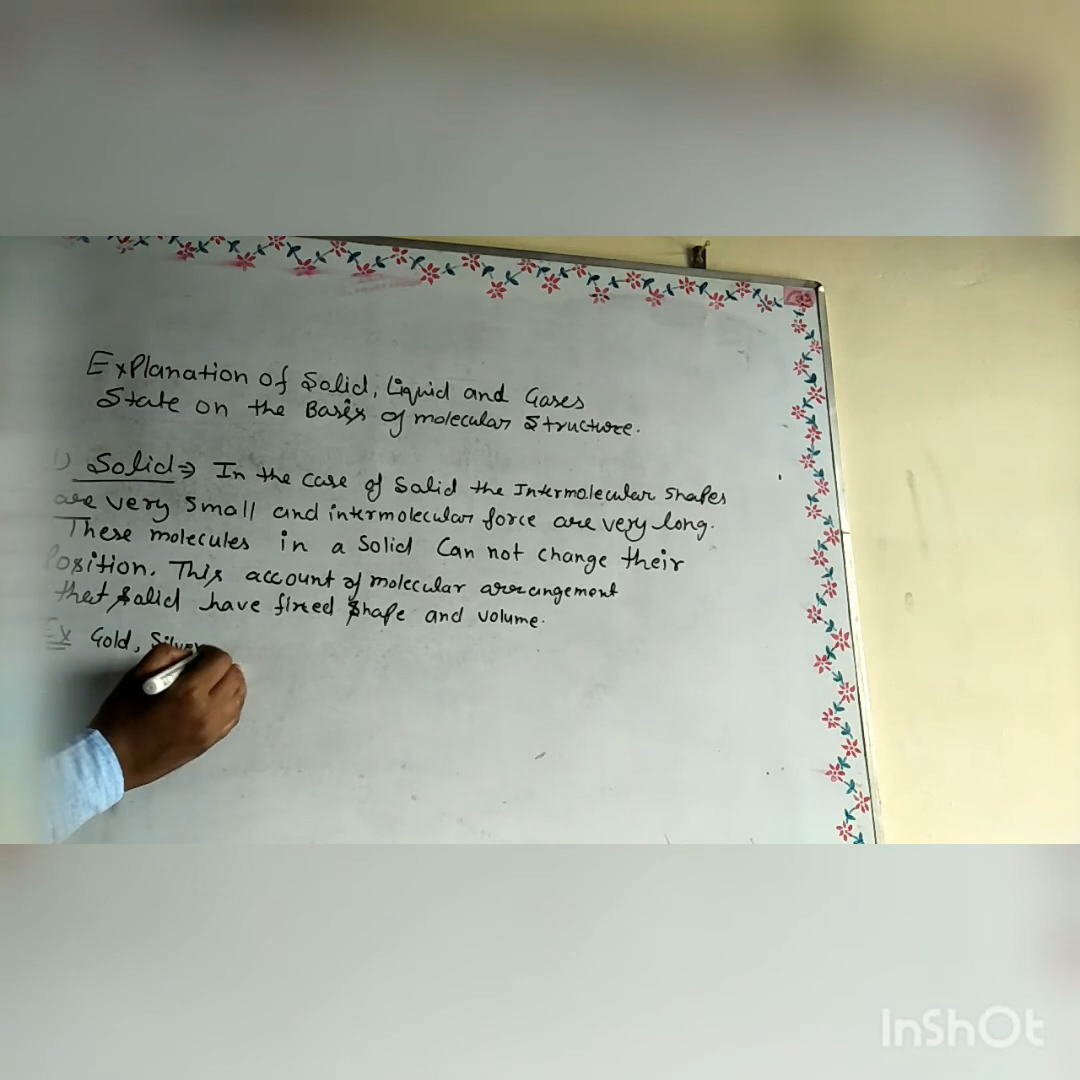 Explanation of Solid, Liquid and Gases
State on the Basis of molecular Structure.
1) Solid ⇒ In the case of Solid the Intermolecular Shapes
are very Small and intermolecular force are very long.
These molecules in a Solid Can not change their
Position. This account of molecular arrangement
that Solid have fixed Shape and volume.
Ex Gold, Silver
InShOt